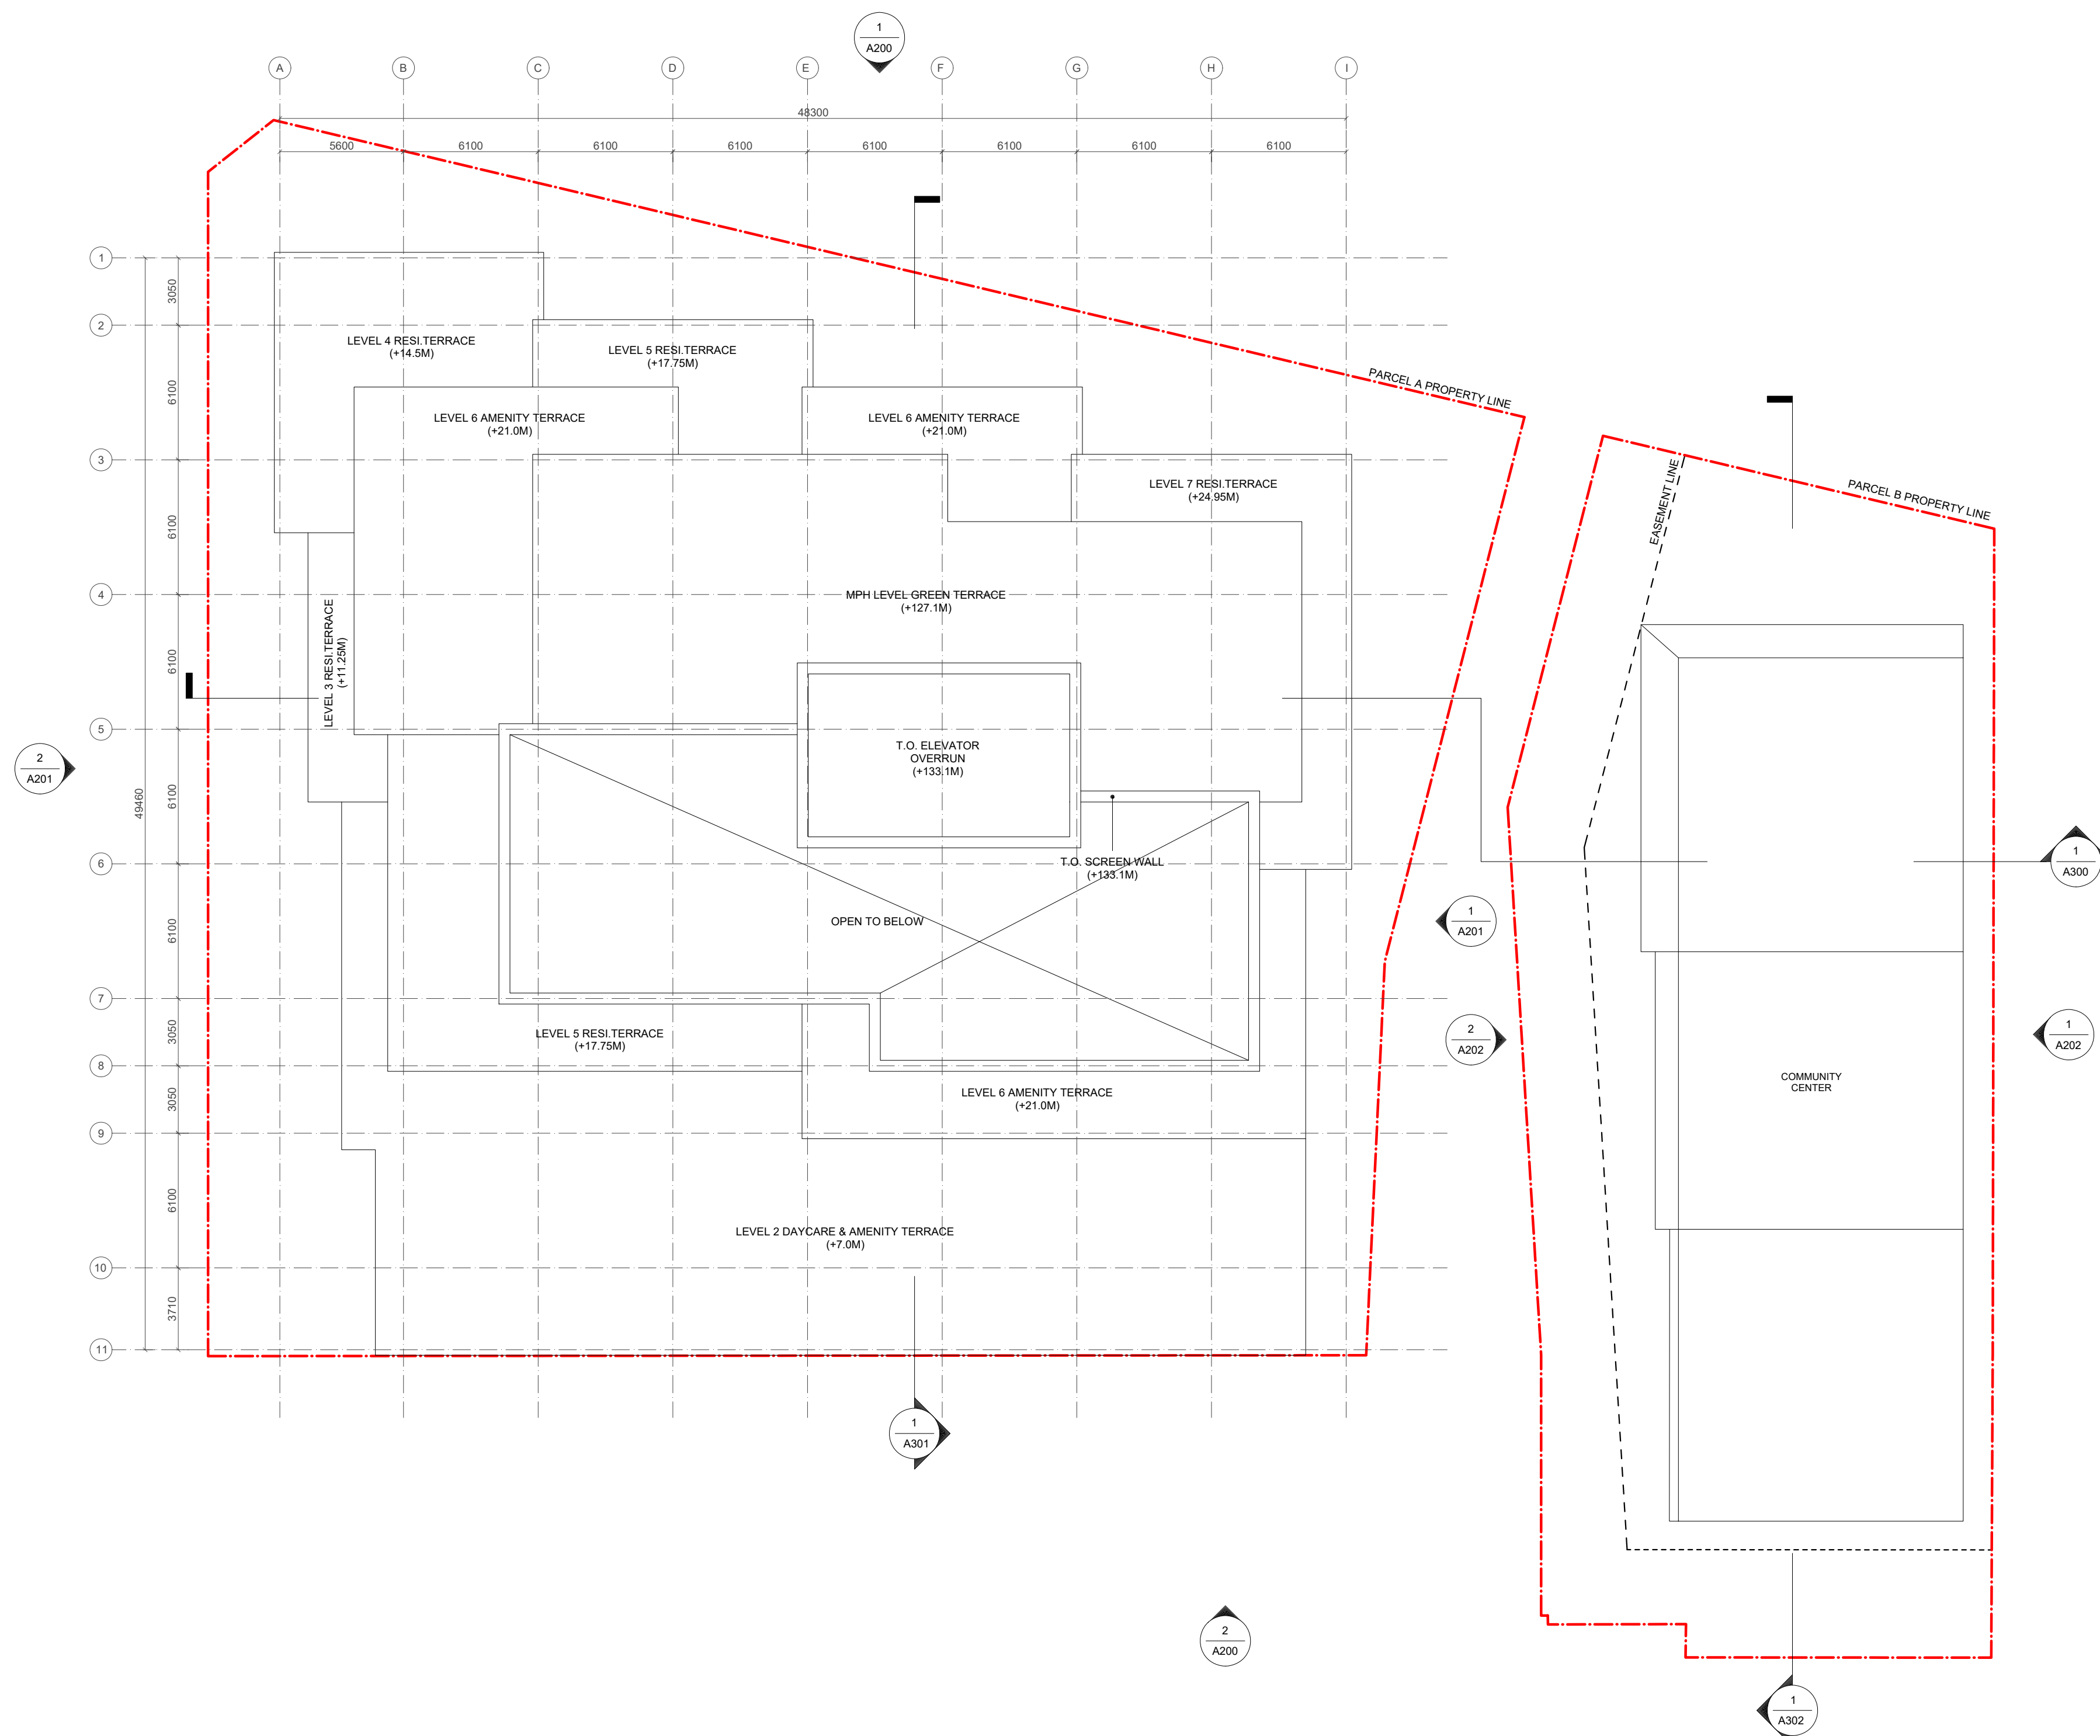 1
A200
A
B
C
D
E
F
G
H
I
48300
5600
6100
6100
6100
6100
6100
6100
6100
1
2
3
4
5
6
7
8
9
10
11
3050
6100
6100
6100
6100
6100
3050
3050
6100
3710
49460
LEVEL 4 RESI.TERRACE
(+14.5M)
LEVEL 5 RESI.TERRACE
(+17.75M)
LEVEL 6 AMENITY TERRACE
(+21.0M)
LEVEL 6 AMENITY TERRACE
(+21.0M)
LEVEL 7 RESI.TERRACE
(+24.95M)
PARCEL A PROPERTY LINE
PARCEL B PROPERTY LINE
EASEMENT LINE
MPH LEVEL GREEN TERRACE
(+127.1M)
LEVEL 3 RESI.TERRACE
(+11.25M)
T.O. ELEVATOR
OVERRUN
(+133.1M)
T.O. SCREEN WALL
(+133.1M)
OPEN TO BELOW
2
A201
1
A300
1
A201
2
A202
1
A202
LEVEL 5 RESI.TERRACE
(+17.75M)
LEVEL 6 AMENITY TERRACE
(+21.0M)
COMMUNITY
CENTER
LEVEL 2 DAYCARE & AMENITY TERRACE
(+7.0M)
1
A301
2
A200
1
A302